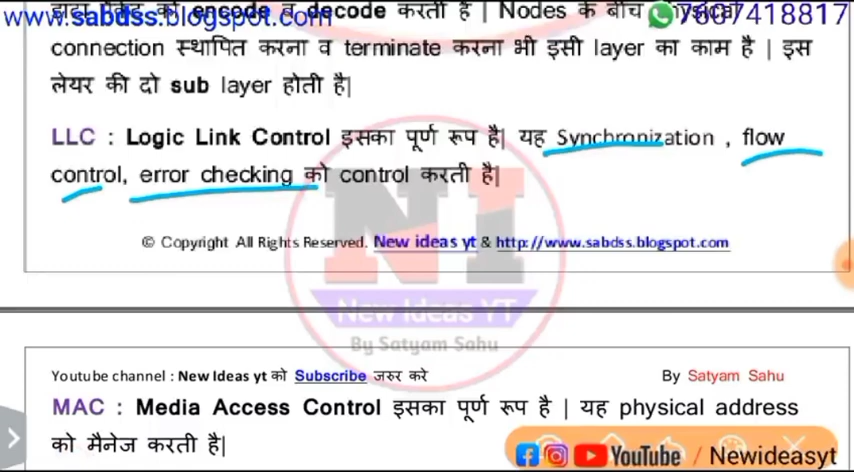 डाटा पैकेट को encode व decode करती है | Nodes के बीच physical
www.sabdss.blogspot.com
7607418817
connection स्थापित करना व terminate करना भी इसी layer का काम है | इस
लेयर की दो sub layer होती है|
LLC : Logic Link Control इसका पूर्ण रूप है| यह Synchronization , flow
control, error checking को control करती है|
© Copyright All Rights Reserved. New ideas yt & http://www.sabdss.blogspot.com
NI
New Ideas YT
By Satyam Sahu
Youtube channel : New Ideas yt को Subscribe जरुर करे
By Satyam Sahu
MAC : Media Access Control इसका पूर्ण रूप है | यह physical address
को मैनेज करती है|
YouTube / Newideasyt